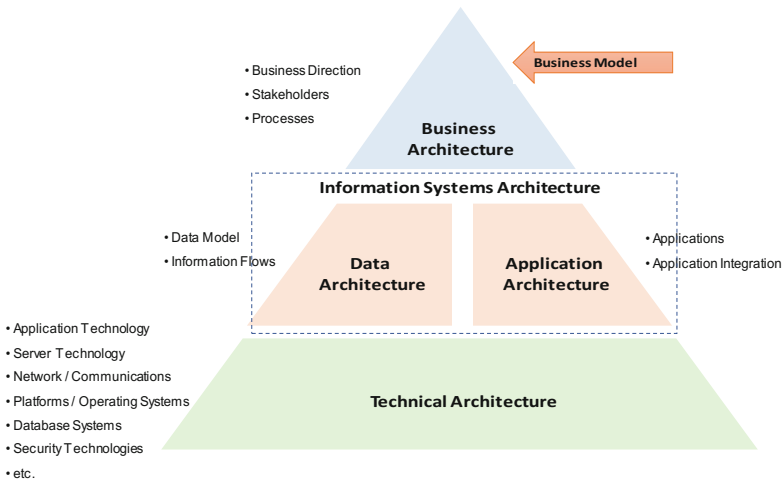 • Business Direction
• Stakeholders
• Processes
Business Model
Business
Architecture
Information Systems Architecture
• Data Model
• Information Flows
Data
Architecture
Application
Architecture
• Applications
• Application Integration
• Application Technology
• Server Technology
• Network / Communications
• Platforms / Operating Systems
• Database Systems
• Security Technologies
• etc.
Technical Architecture